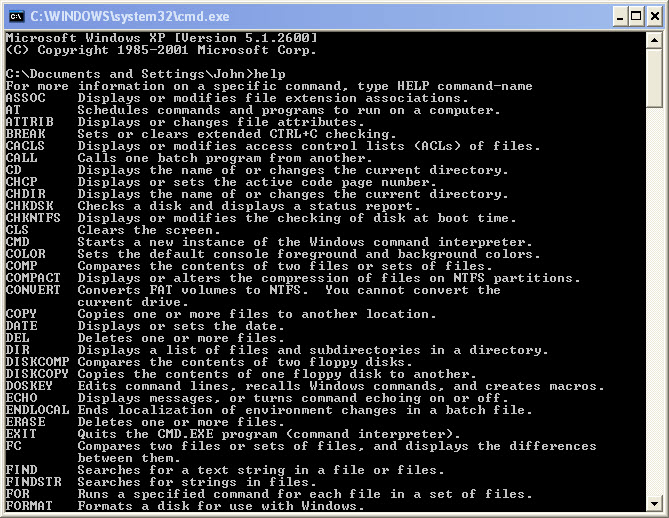 C:\WINDOWS\system32\cmd.exe
Microsoft Windows XP [Version 5.1.2600]
(C) Copyright 1985-2001 Microsoft Corp.
C:\Documents and Settings\John>help
For more information on a specific command, type HELP command-name
ASSOC    Displays or modifies file extension associations.
AT       Schedules commands and programs to run on a computer.
ATTRIB   Displays or changes file attributes.
BREAK    Sets or clears extended CTRL+C checking.
CACLS    Displays or modifies access control lists (ACLs) of files.
CALL     Calls one batch program from another.
CD       Displays the name of or changes the current directory.
CHCP     Displays or sets the active code page number.
CHDIR    Displays the name of or changes the current directory.
CHKDSK   Checks a disk and displays a status report.
CHKNTFS  Displays or modifies the checking of disk at boot time.
CLS      Clears the screen.
CMD      Starts a new instance of the Windows command interpreter.
COLOR    Sets the default console foreground and background colors.
COMP     Compares the contents of two files or sets of files.
COMPACT  Displays or alters the compression of files on NTFS partitions.
CONVERT  Converts FAT volumes to NTFS.  You cannot convert the
         current drive.
COPY     Copies one or more files to another location.
DATE     Displays or sets the date.
DEL      Deletes one or more files.
DIR      Displays a list of files and subdirectories in a directory.
DISKCOMP Compares the contents of two floppy disks.
DISKCOPY Copies the contents of one floppy disk to another.
DOSKEY   Edits command lines, recalls Windows commands, and creates macros.
ECHO     Displays messages, or turns command echoing on or off.
ENDLOCAL Ends localization of environment changes in a batch file.
ERASE    Deletes one or more files.
EXIT     Quits the CMD.EXE program (command interpreter).
FC       Compares two files or sets of files, and displays the differences
         between them.
FIND     Searches for a text string in a file or files.
FINDSTR  Searches for strings in files.
FOR      Runs a specified command for each file in a set of files.
FORMAT   Formats a disk for use with Windows.